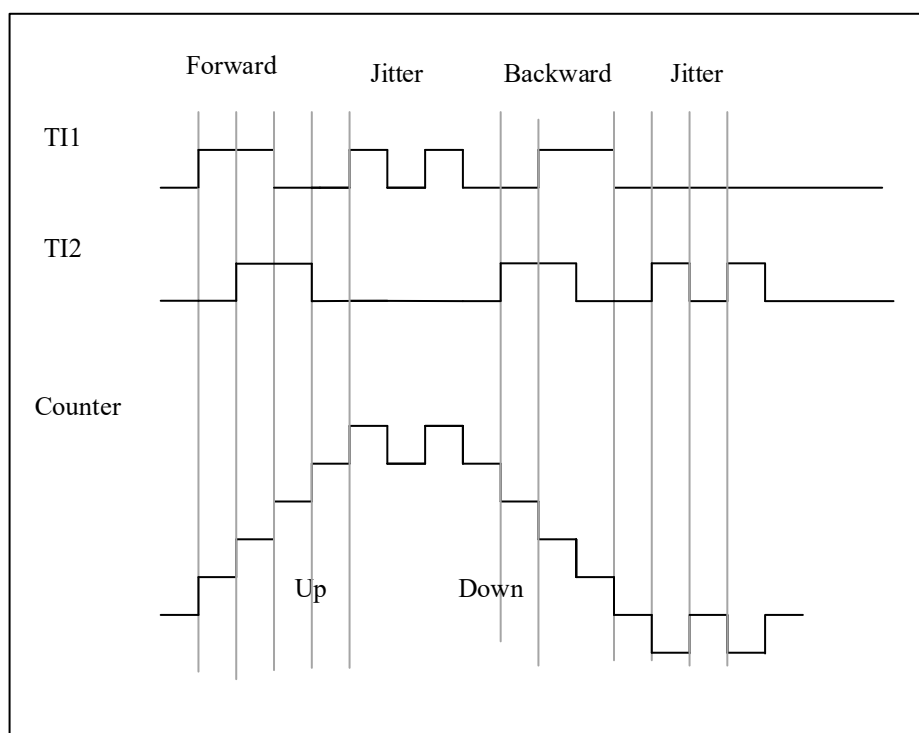 Forward
Jitter
Backward
Jitter
TI1
TI2
Counter
Up
Down